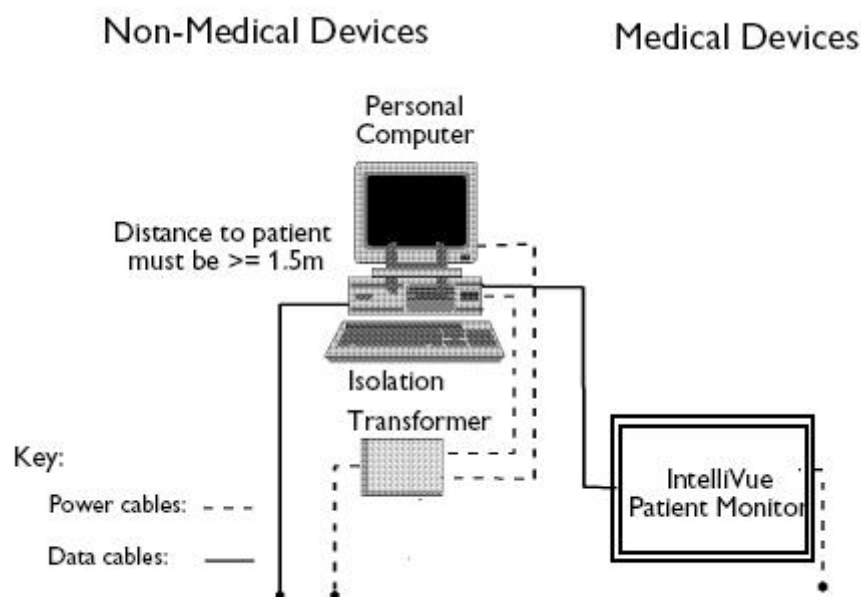 Non-Medical Devices
Medical Devices
Personal
Computer
Distance to patient
must be >= 1.5m
Isolation
Transformer
Key:
Power cables:
Data cables:
IntelliVue
Patient Monitor